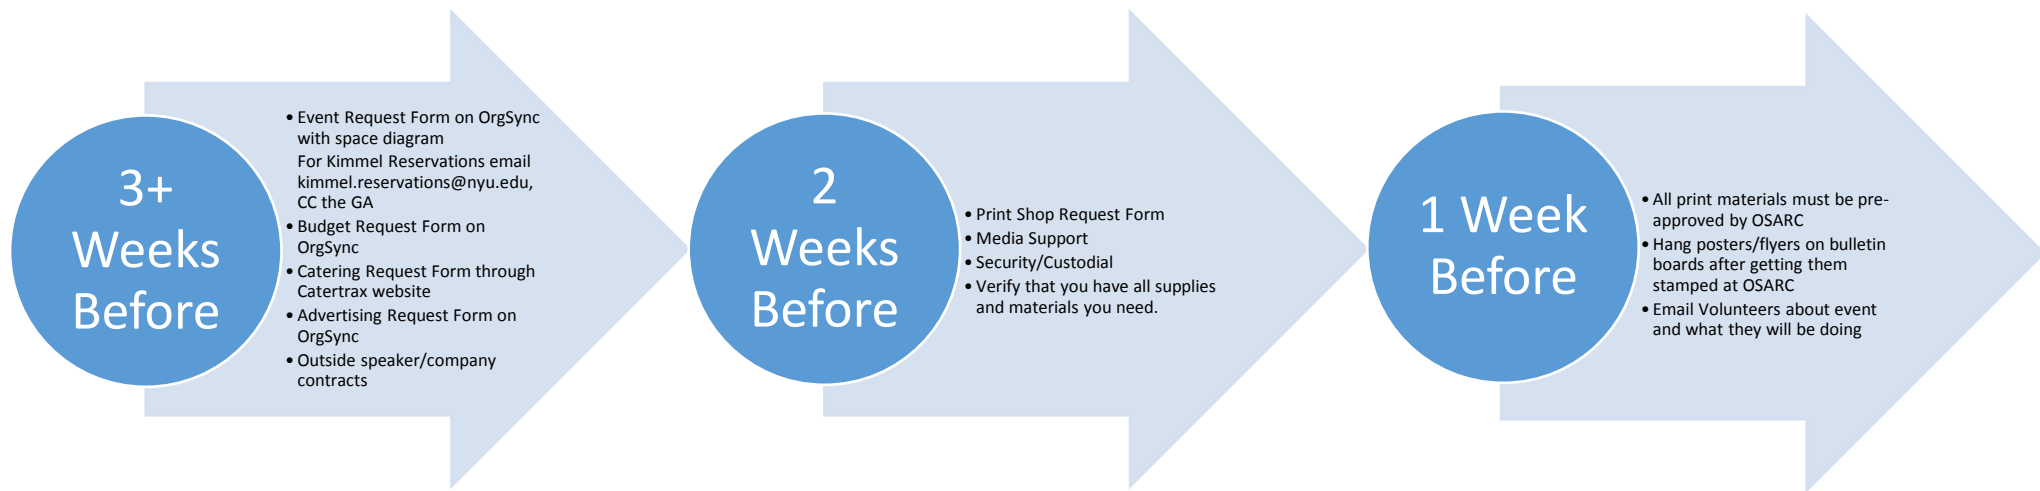 3+
Weeks
Before
• Event Request Form on OrgSync
with space diagram
For Kimmel Reservations email
kimmel.reservations@nyu.edu,
CC the GA
• Budget Request Form on
OrgSync
• Catering Request Form through
Catertrax website
• Advertising Request Form on
OrgSync
• Outside speaker/company
contracts
2
Weeks
Before
• Print Shop Request Form
• Media Support
• Security/Custodial
• Verify that you have all supplies
and materials you need.
1 Week
Before
• All print materials must be pre-
approved by OSARC
• Hang posters/flyers on bulletin
boards after getting them
stamped at OSARC
• Email Volunteers about event
and what they will be doing